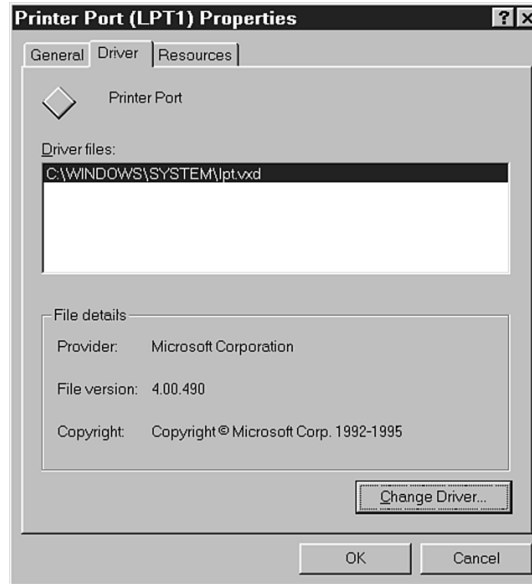 Printer Port (LPT1) Properties ? x
General Driver Resources
Printer Port
Driver files:
C:\WINDOWS\SYSTEM\lpt.vxd
File details
Provider: Microsoft Corporation
File version: 4.00.490
Copyright: Copyright © Microsoft Corp. 1992-1995
Change Driver...
OK Cancel